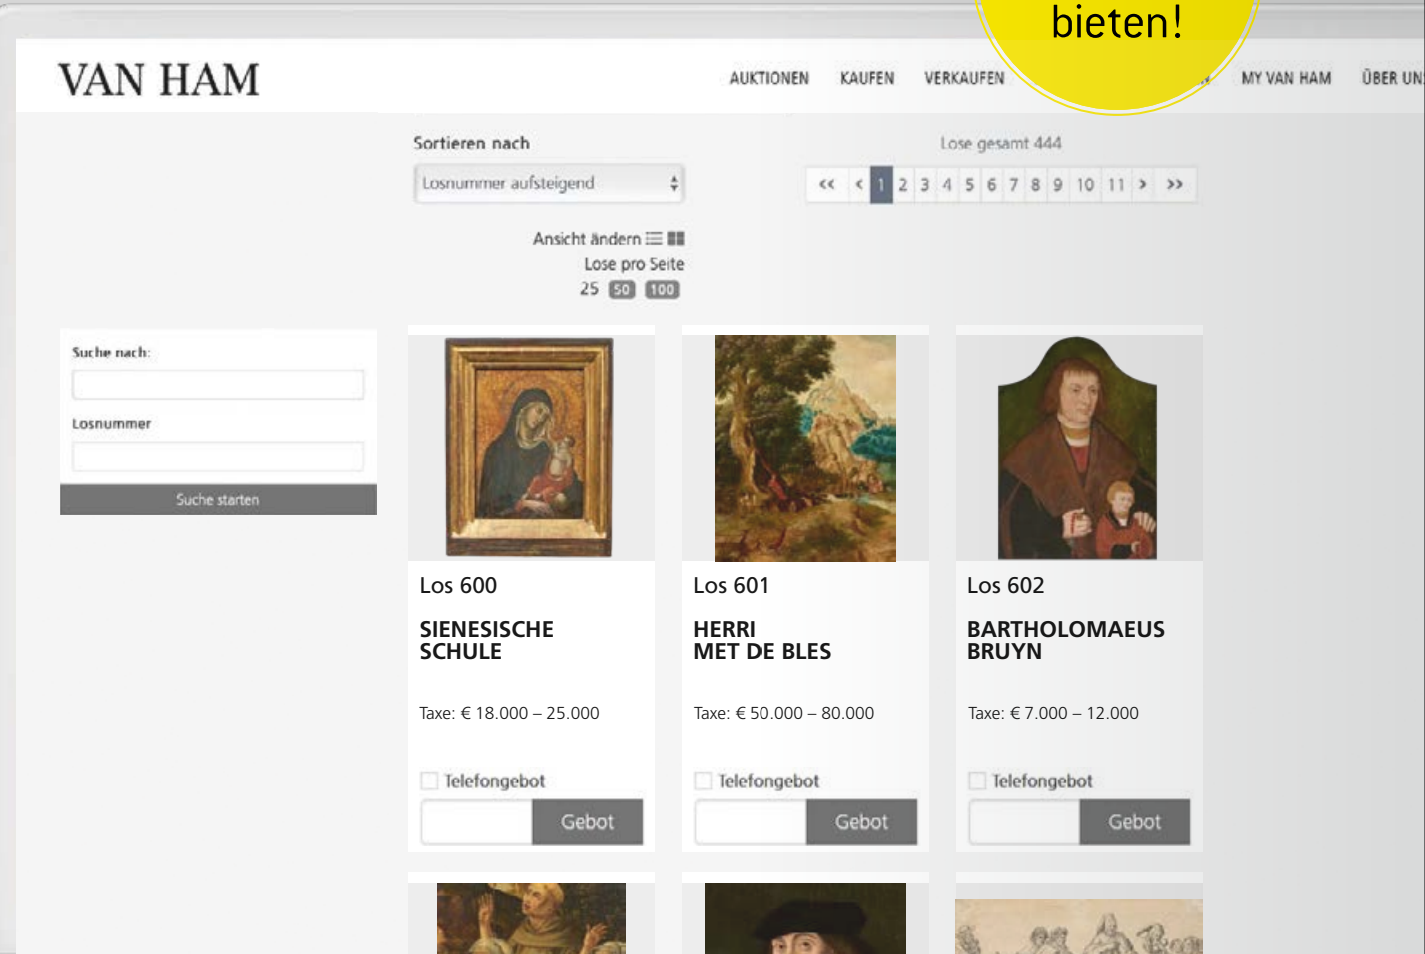 bieten!
VAN HAM
AUKTIONEN KAUFEN VERKAUFEN MY VAN HAM ÜBER UN
Sortieren nach
Lose gesamt 444
Losnummer aufsteigend
<< < 1 2 3 4 5 6 7 8 9 10 11 > >>
Ansicht ändern
Lose pro Seite
25 50 100
Suche nach:
Losnummer
Suche starten
Los 600
SIENESISCHE
SCHULE
Taxe: € 18.000 – 25.000
Telefongebot
Gebot
Los 601
HERRI
MET DE BLES
Taxe: € 50.000 – 80.000
Telefongebot
Gebot
Los 602
BARTHOLOMAEUS
BRUYN
Taxe: € 7.000 – 12.000
Telefongebot
Gebot